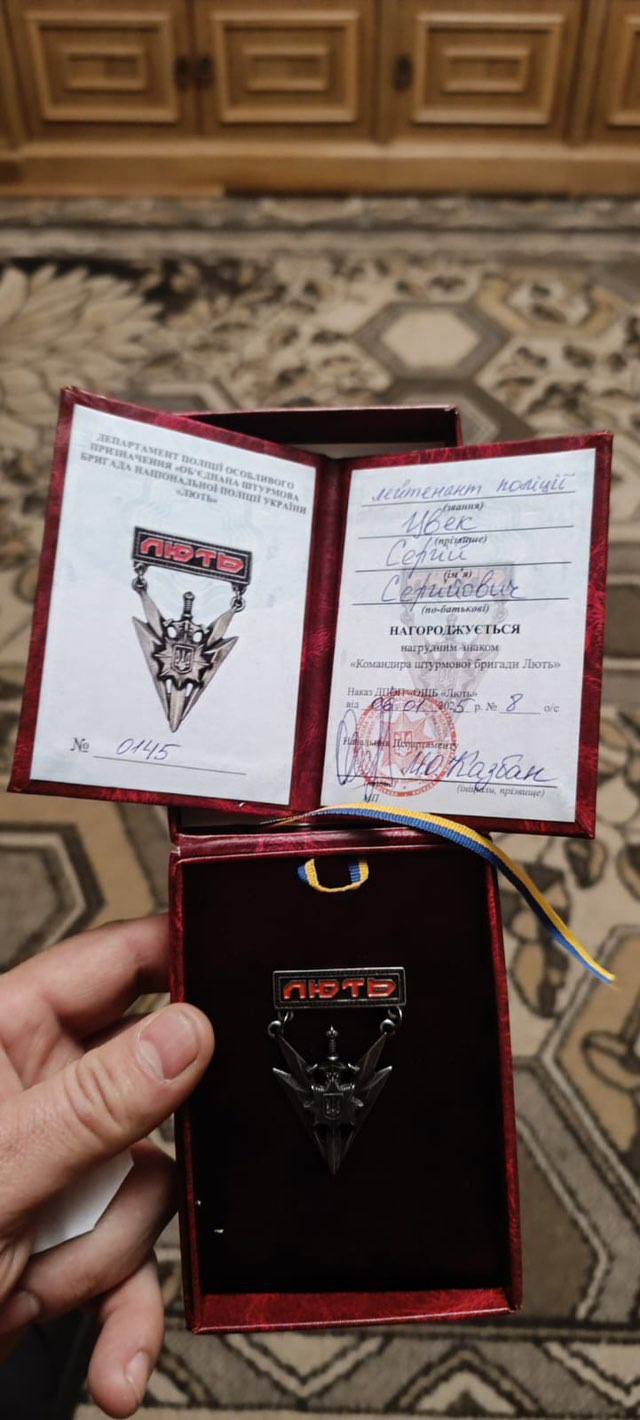 ДЕПАРТАМЕНТ ПОЛІЦІЇ ОСОБЛИВОГО
ПРИЗНАЧЕННЯ «ОБ'ЄДНАНА ШТУРМОВА
БРИГАДА НАЦІОНАЛЬНОЇ ПОЛІЦІЇ УКРАЇНИ
«ЛЮТЬ»
ЛЮТЬ
№ 0145
лейтенант поліції
(звання)
Цвек
(прізвище)
Сергій
(ім'я)
Сергійович
(по-батькові)
НАГОРОДЖУЄТЬСЯ
нагрудним знаком
«Командира штурмової бригади Лють»
Наказ ДПОП «ОШБ «Лють»
від 06.01 2025 р. № 8 о/с
Начальник Департаменту
М.Ю. Казбан
(ініціали, прізвище)
МП
ЛЮТЬ